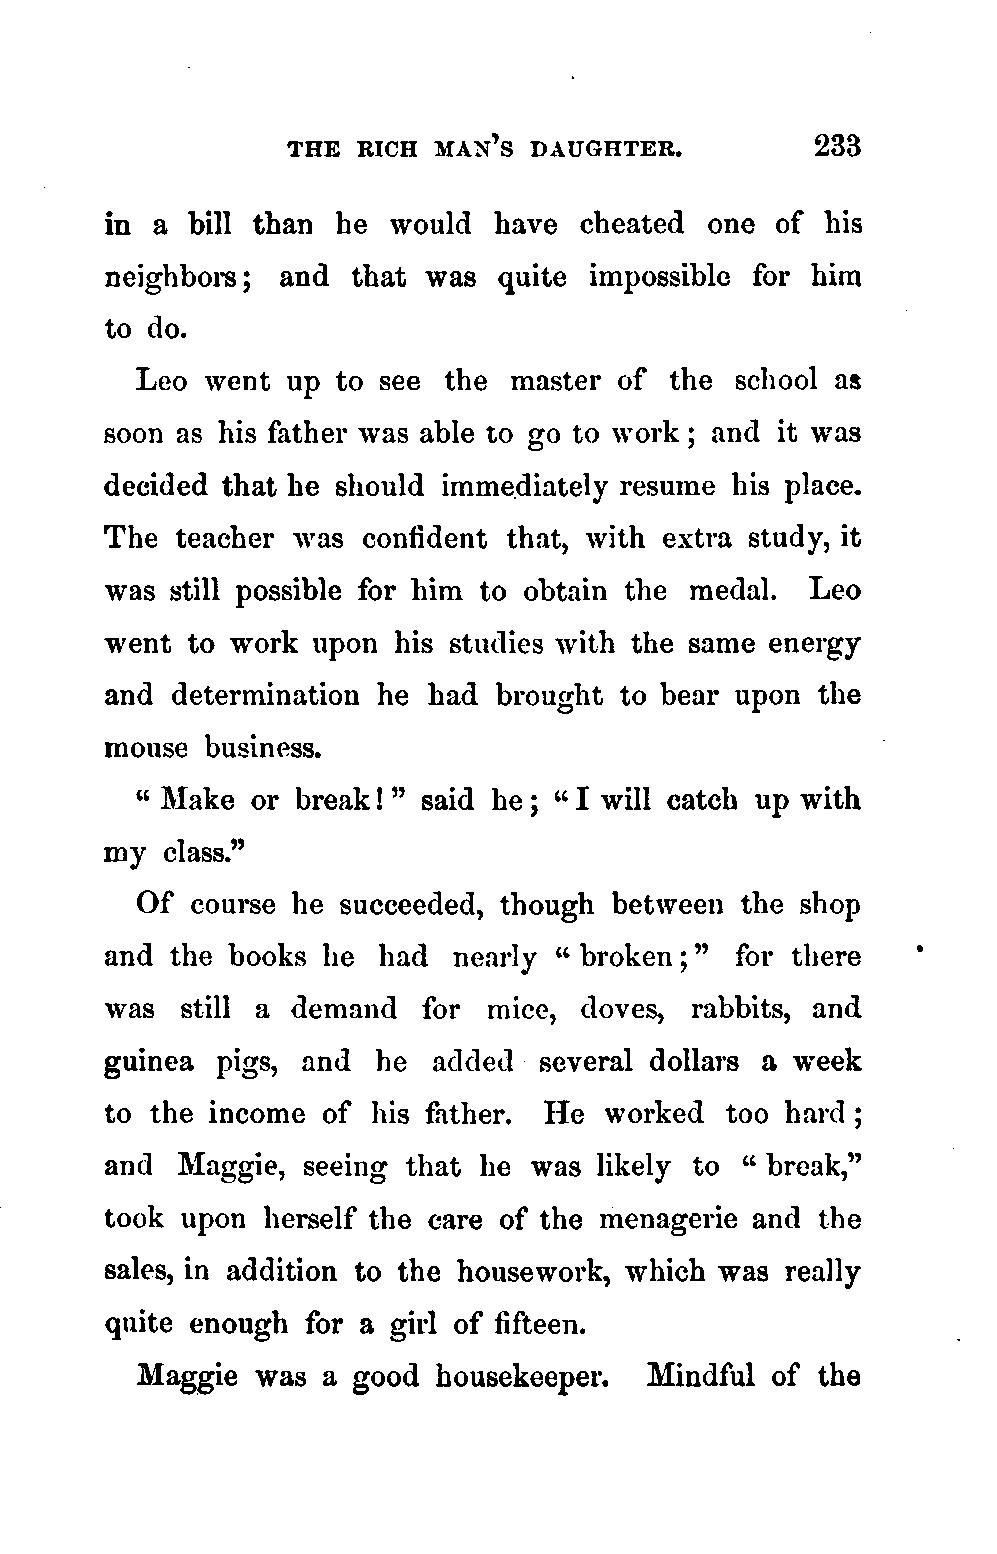 THE RICH MAN'S DAUGHTER. 233
in a bill than he would have cheated one of his
neighbors; and that was quite impossible for him
to do.
Leo went up to see the master of the school as
soon as his father was able to go to work; and it was
decided that he should immediately resume his place.
The teacher was confident that, with extra study, it
was still possible for him to obtain the medal. Leo
went to work upon his studies with the same energy
and determination he had brought to bear upon the
mouse business.
"Make or break!" said he; "I will catch up with
my class."
Of course he succeeded, though between the shop
and the books he had nearly "broken;" for there
was still a demand for mice, doves, rabbits, and
guinea pigs, and he added several dollars a week
to the income of his father. He worked too hard;
and Maggie, seeing that he was likely to "break,"
took upon herself the care of the menagerie and the
sales, in addition to the housework, which was really
quite enough for a girl of fifteen.
Maggie was a good housekeeper. Mindful of the